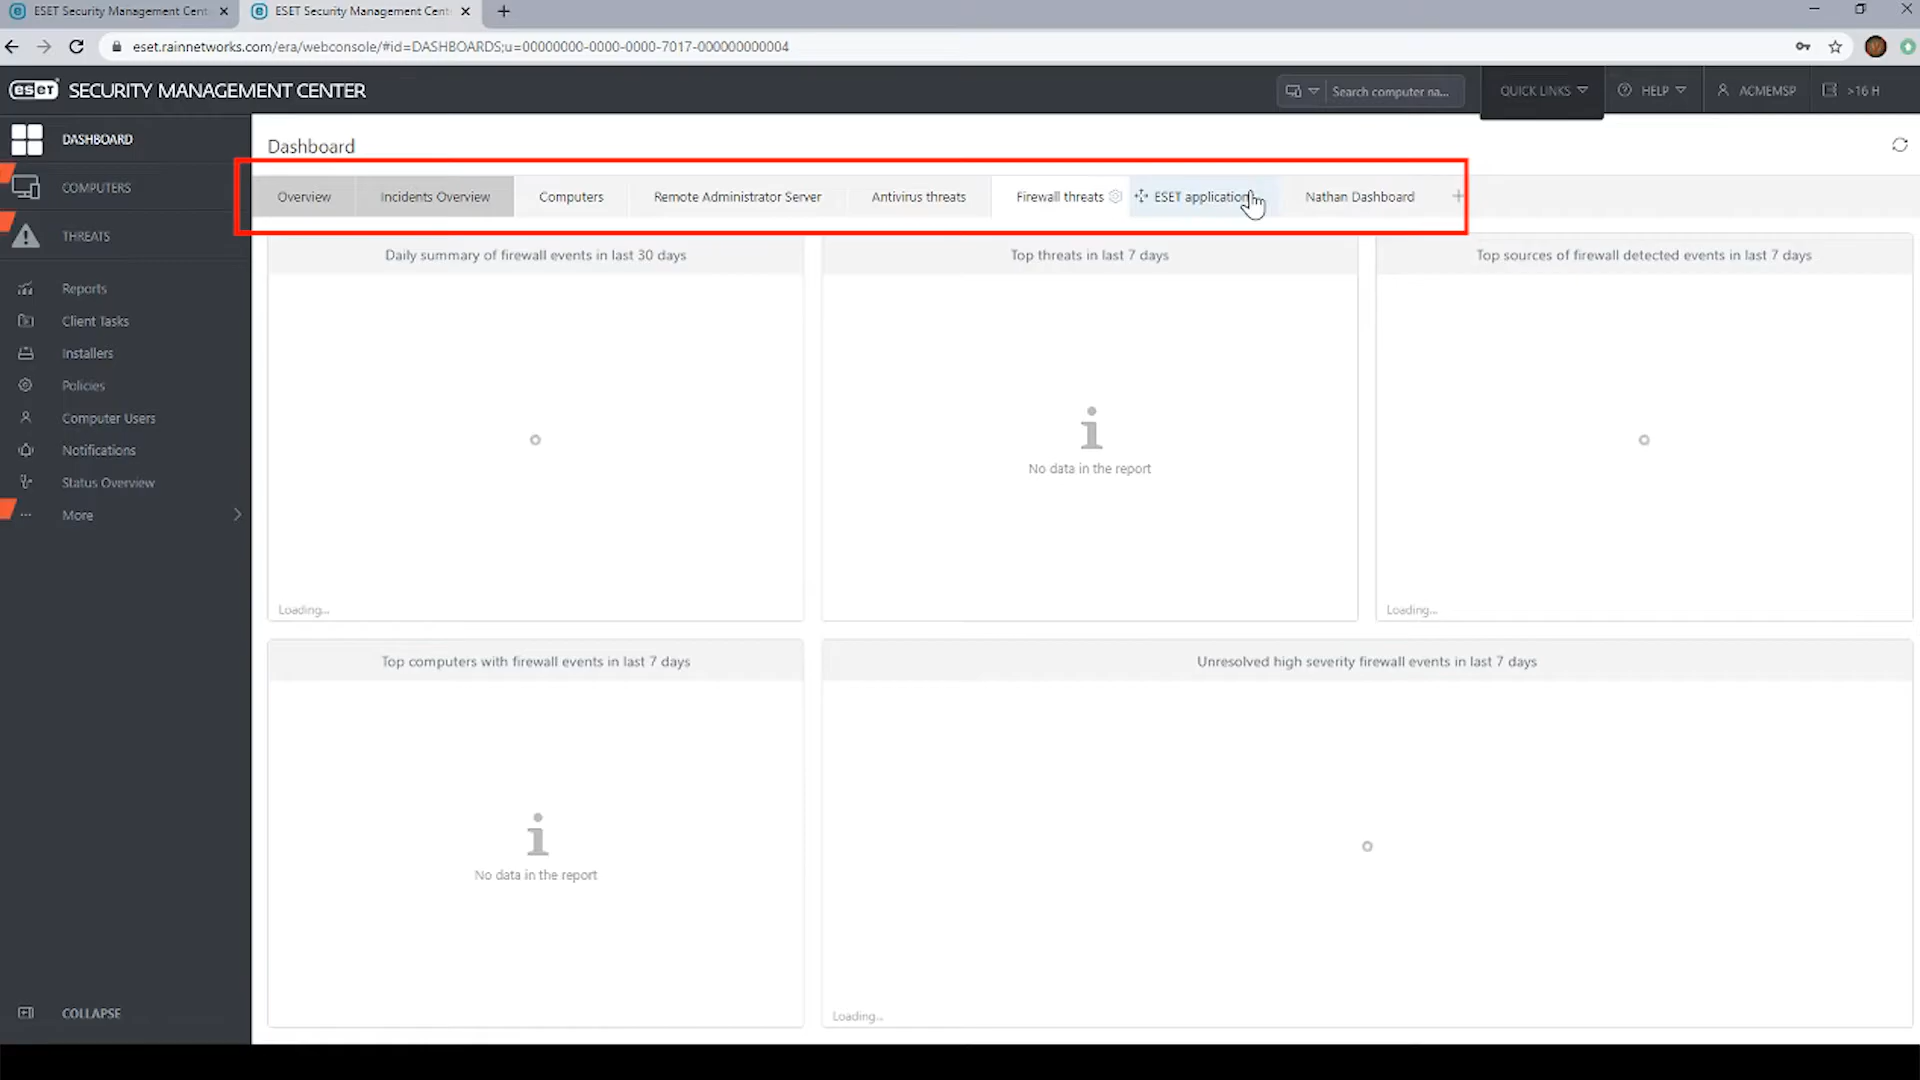 ESET Security Management Cent
ESET Security Management Cent
eset.rainnetworks.com/era/webconsole/#id=DASHBOARDS;u=00000000-0000-0000-7017-000000000004
eset SECURITY MANAGEMENT CENTER
Search computer na...
QUICK LINKS
HELP
ACMEMSP
>16 H
DASHBOARD
COMPUTERS
THREATS
Reports
Client Tasks
Installers
Policies
Computer Users
Notifications
Status Overview
More
COLLAPSE
Dashboard
Overview
Incidents Overview
Computers
Remote Administrator Server
Antivirus threats
Firewall threats
ESET application
Nathan Dashboard
Daily summary of firewall events in last 30 days
Loading...
Top threats in last 7 days
No data in the report
Top sources of firewall detected events in last 7 days
Loading...
Top computers with firewall events in last 7 days
No data in the report
Unresolved high severity firewall events in last 7 days
Loading...